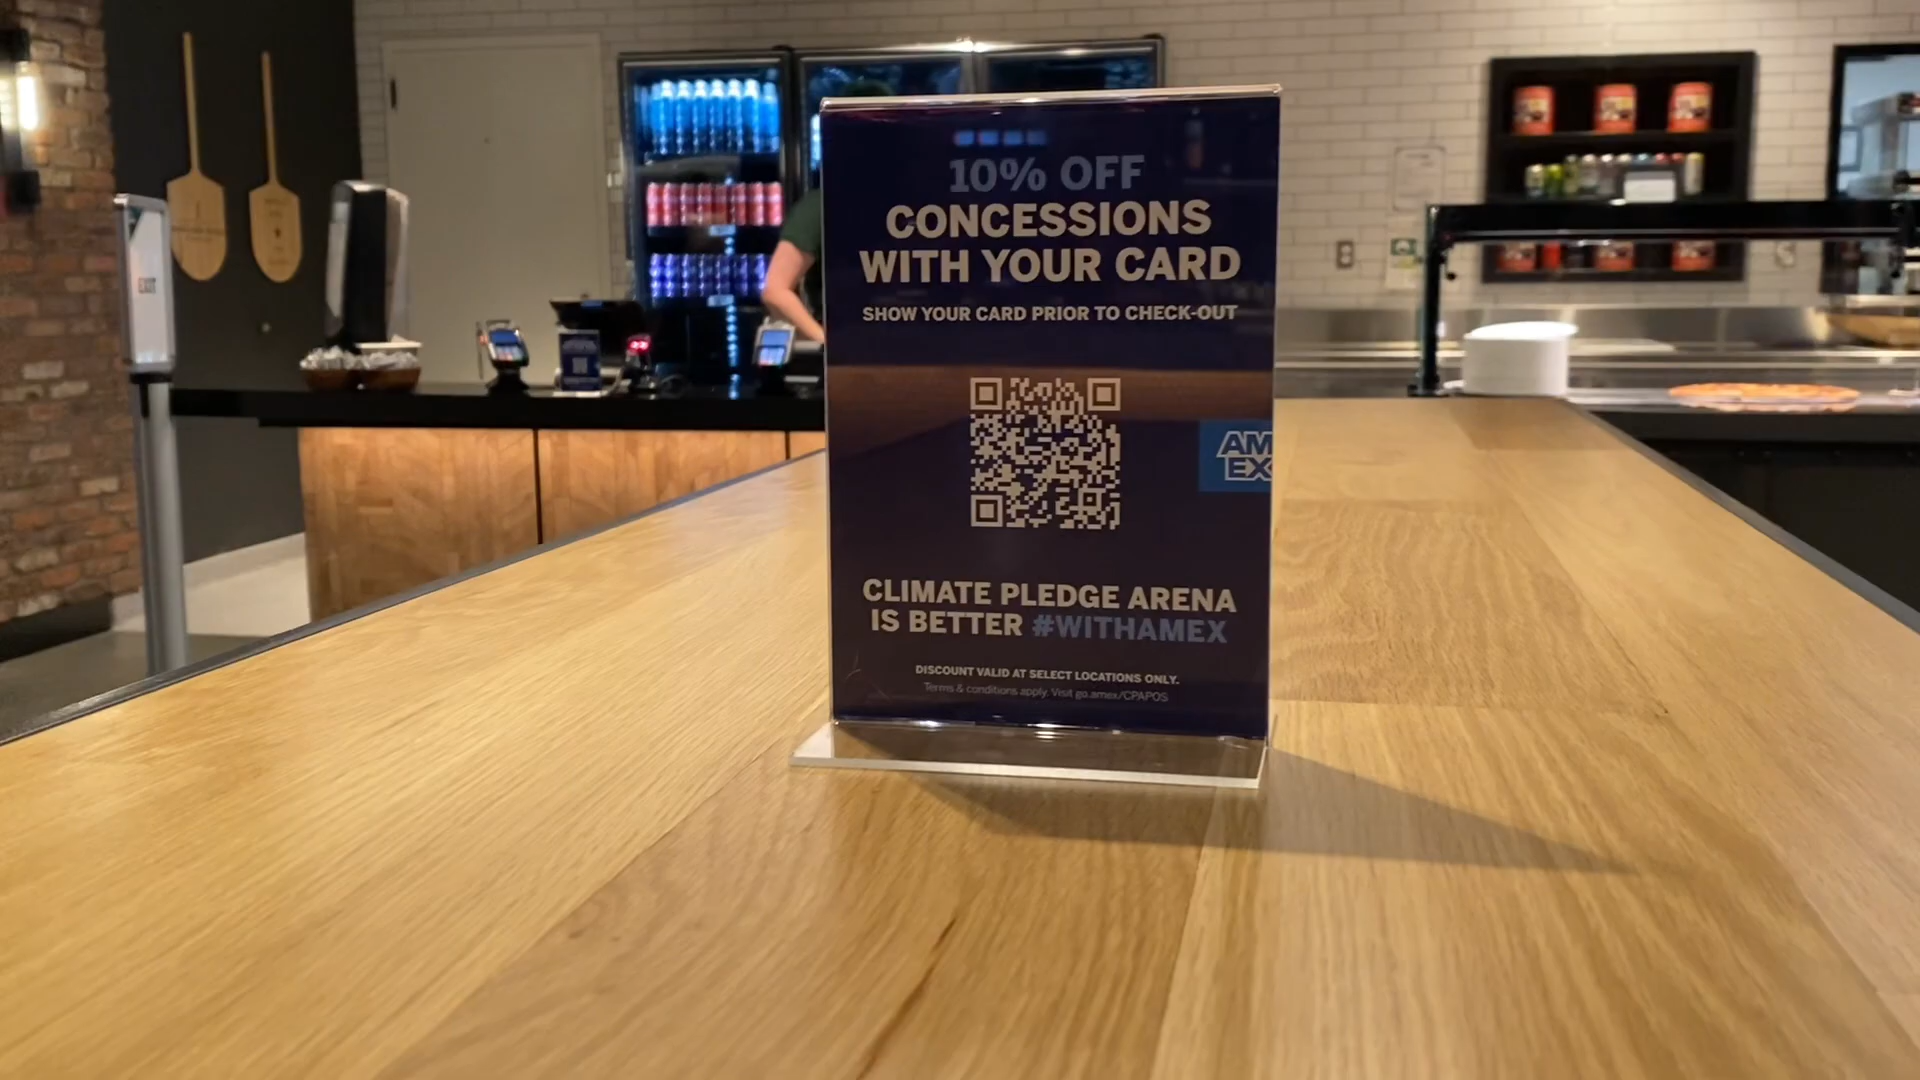 10% OFF
CONCESSIONS
WITH YOUR CARD
SHOW YOUR CARD PRIOR TO CHECK-OUT
AM
EX
CLIMATE PLEDGE ARENA
IS BETTER #WITHAMEX
DISCOUNT VALID AT SELECT LOCATIONS ONLY.
Terms & conditions apply. Visit go.amex/CPAPOS
EXIT